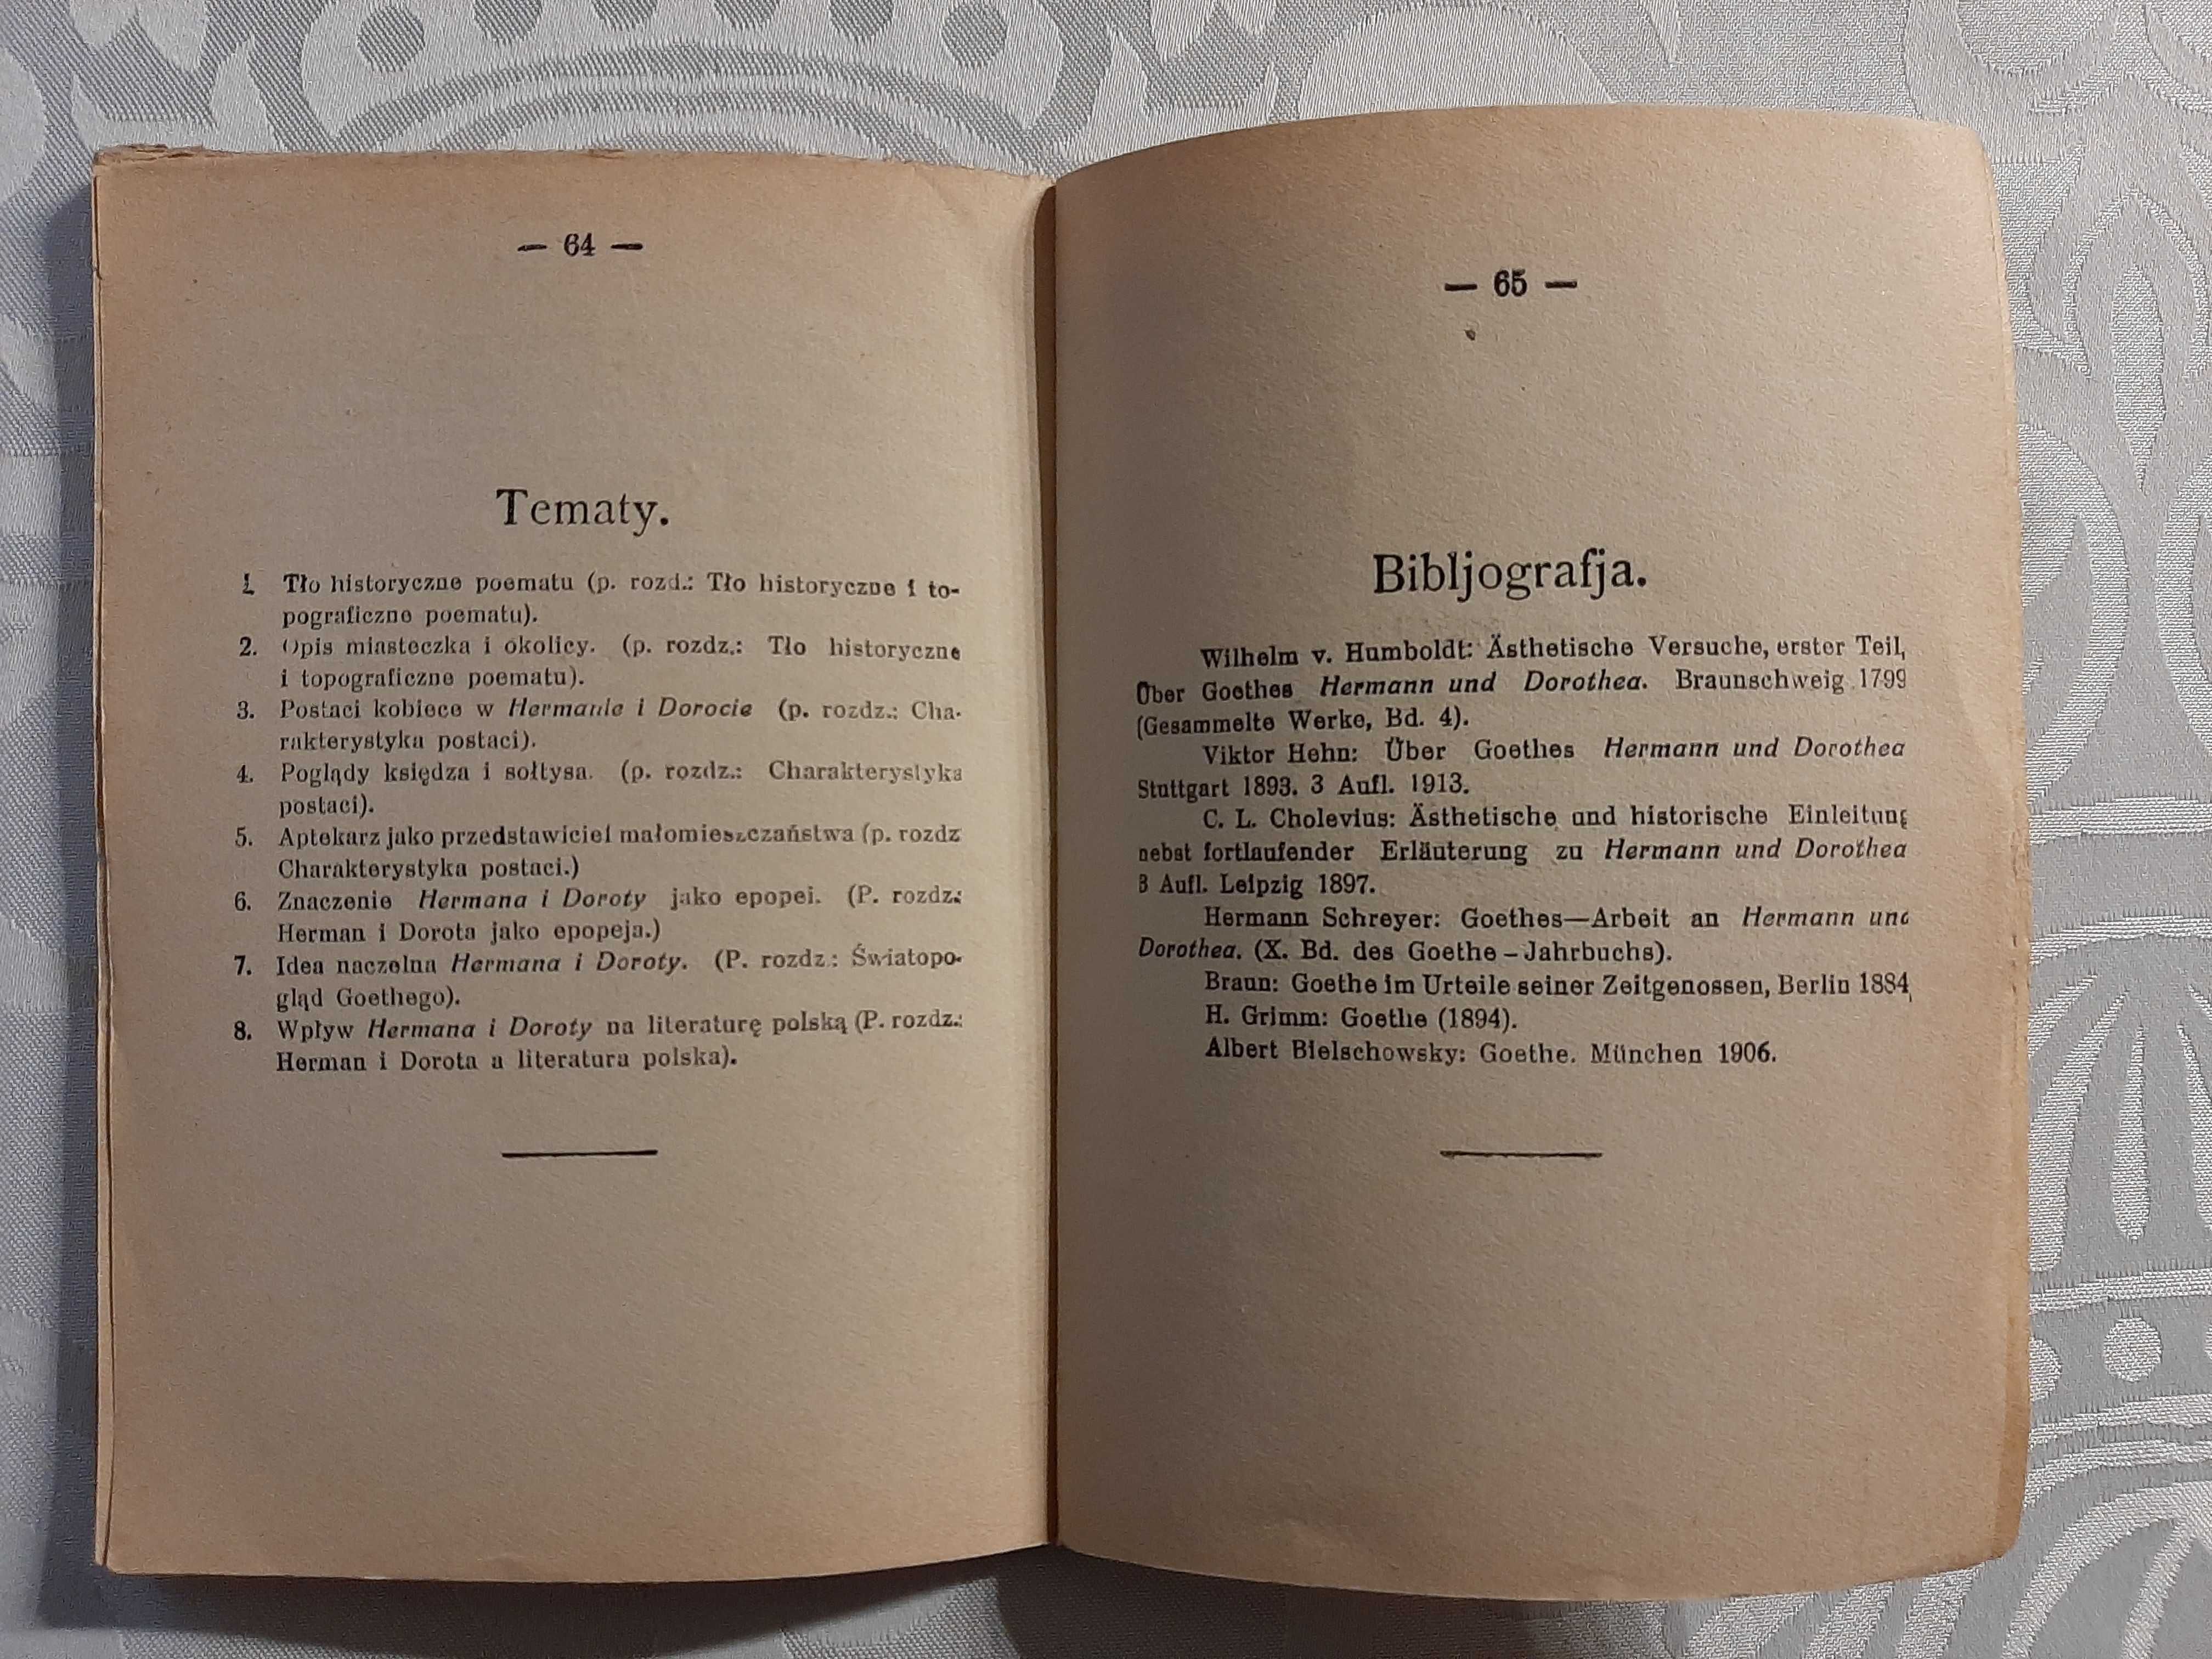 — 64 —
Tematy.
1. Tło historyczne poematu (p. rozd.: Tło historyczne i to-
pograficzne poematu).
2. Opis miasteczka i okolicy. (p. rozdz.: Tło historyczne
i topograficzne poematu).
3. Postaci kobiece w Hermanie i Dorocie (p. rozdz.: Cha-
rakterystyka postaci).
4. Poglądy księdza i sołtysa. (p. rozdz.: Charakterystyka
postaci).
5. Aptekarz jako przedstawiciel małomieszczaństwa (p. rozdz
Charakterystyka postaci.)
6. Znaczenie Hermana i Doroty jako epopei. (P. rozdz.:
Herman i Dorota jako epopeja.)
7. Idea naczelna Hermana i Doroty. (P. rozdz.: Światopo-
gląd Goethego).
8. Wpływ Hermana i Doroty na literaturę polską (P. rozdz.:
Herman i Dorota a literatura polska).
— 65 —
Bibljografja.
Wilhelm v. Humboldt: Ästhetische Versuche, erster Teil,
Über Goethes Hermann und Dorothea. Braunschweig 1799
(Gesammelte Werke, Bd. 4).
Viktor Hehn: Über Goethes Hermann und Dorothea
Stuttgart 1893. 3 Aufl. 1913.
C. L. Cholevius: Ästhetische und historische Einleitung
nebst fortlaufender Erläuterung zu Hermann und Dorothea
3 Aufl. Leipzig 1897.
Hermann Schreyer: Goethes—Arbeit an Hermann und
Dorothea. (X. Bd. des Goethe–Jahrbuchs).
Braun: Goethe im Urteile seiner Zeitgenossen, Berlin 1884,
H. Grimm: Goethe (1894).
Albert Bielschowsky: Goethe. München 1906.